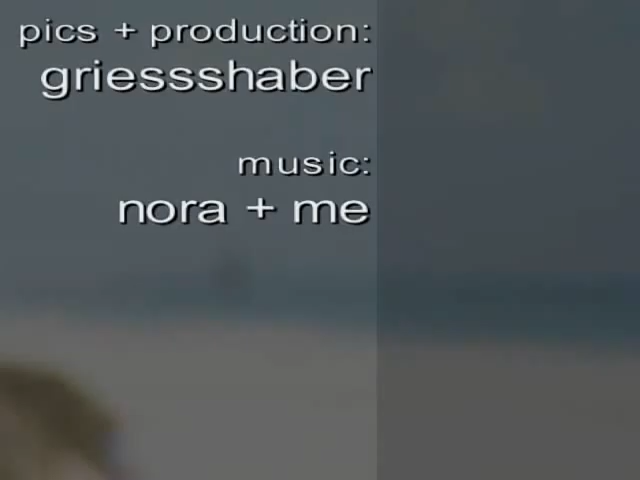 pics + production:
griessshaber
music:
nora + me